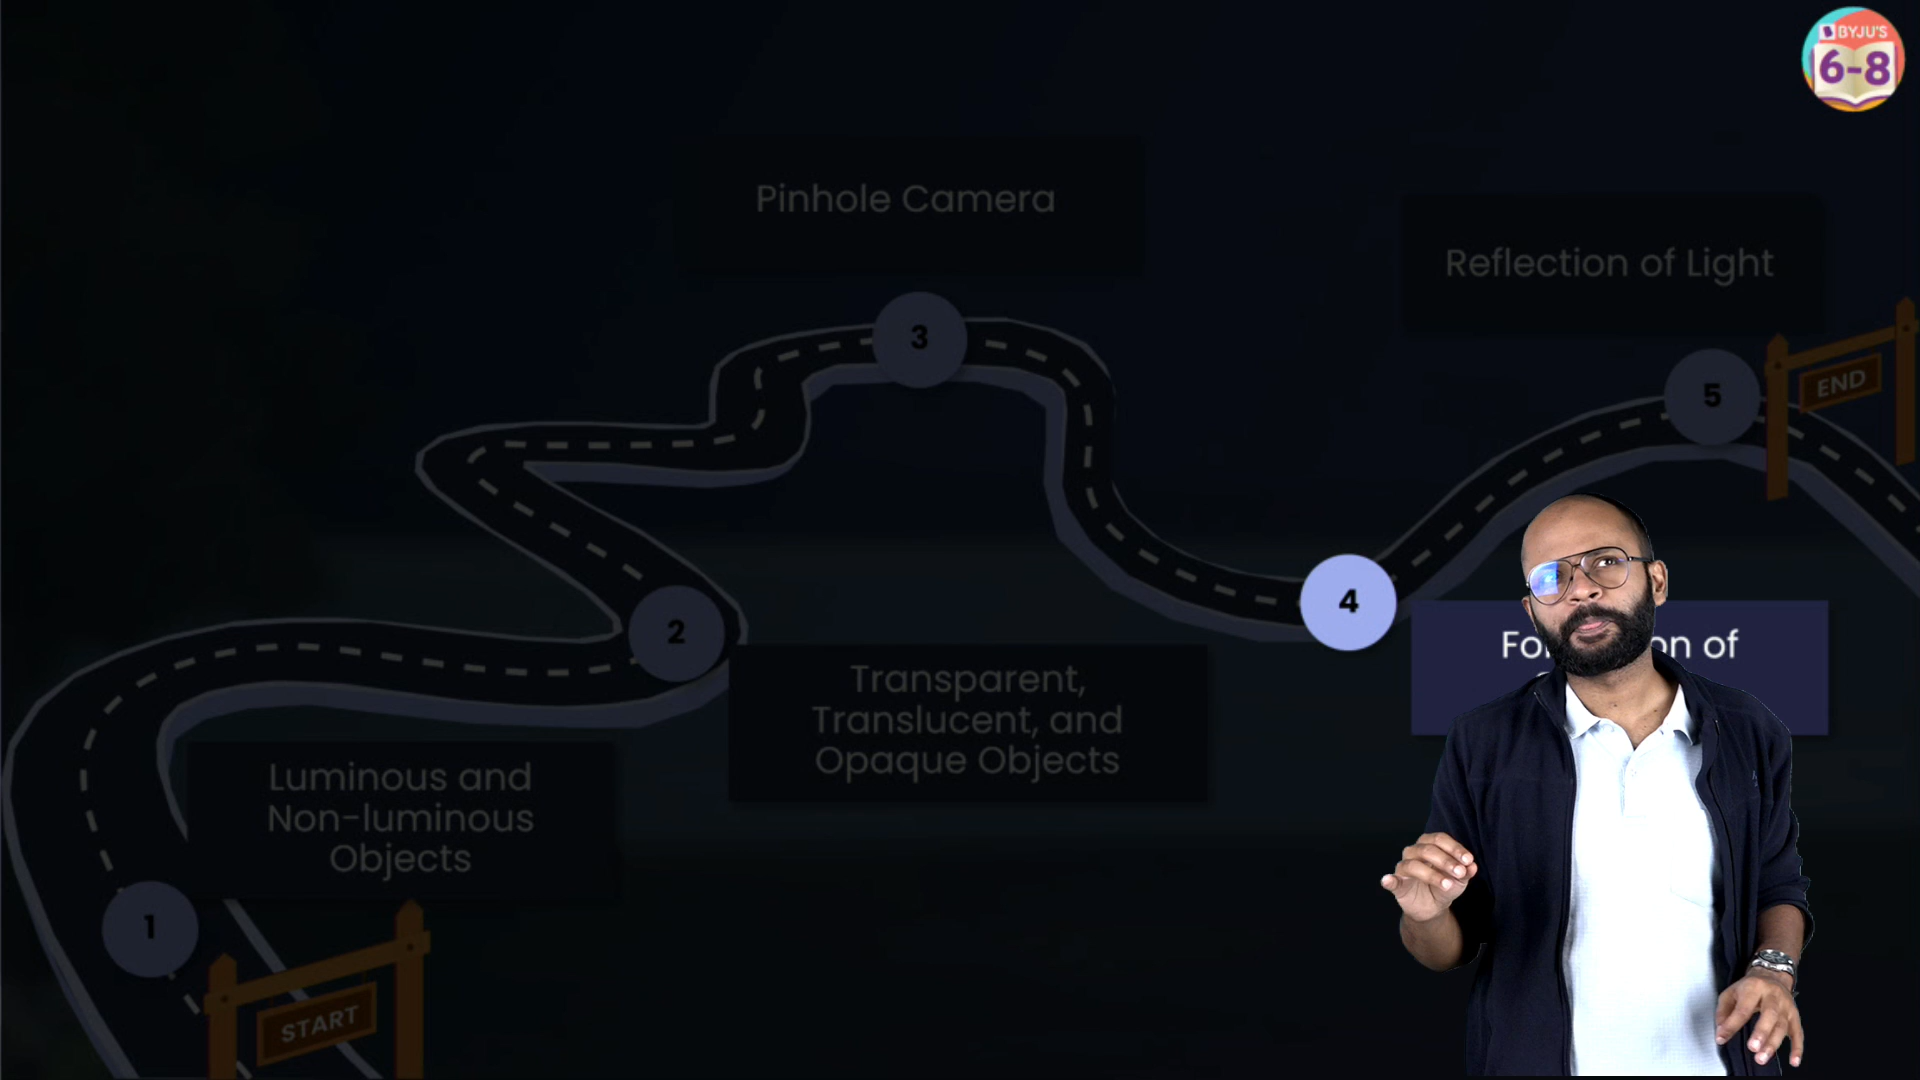 BYJU'S
6-8
Pinhole Camera
Reflection of Light
3
5
END
4
2
of
Transparent,
Translucent, and
Opaque Objects
Luminous and
Non-luminous
Objects
1
START